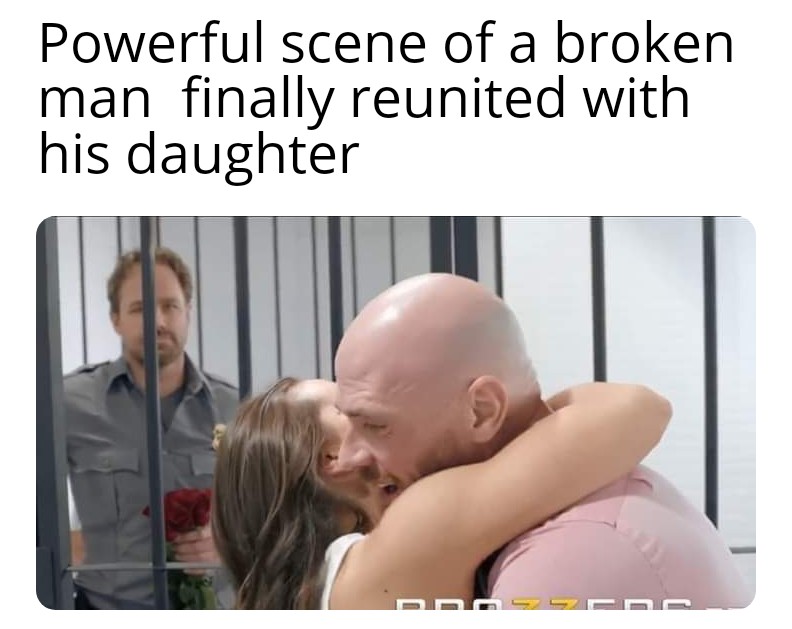 Powerful scene of a broken
man  finally reunited with
his daughter